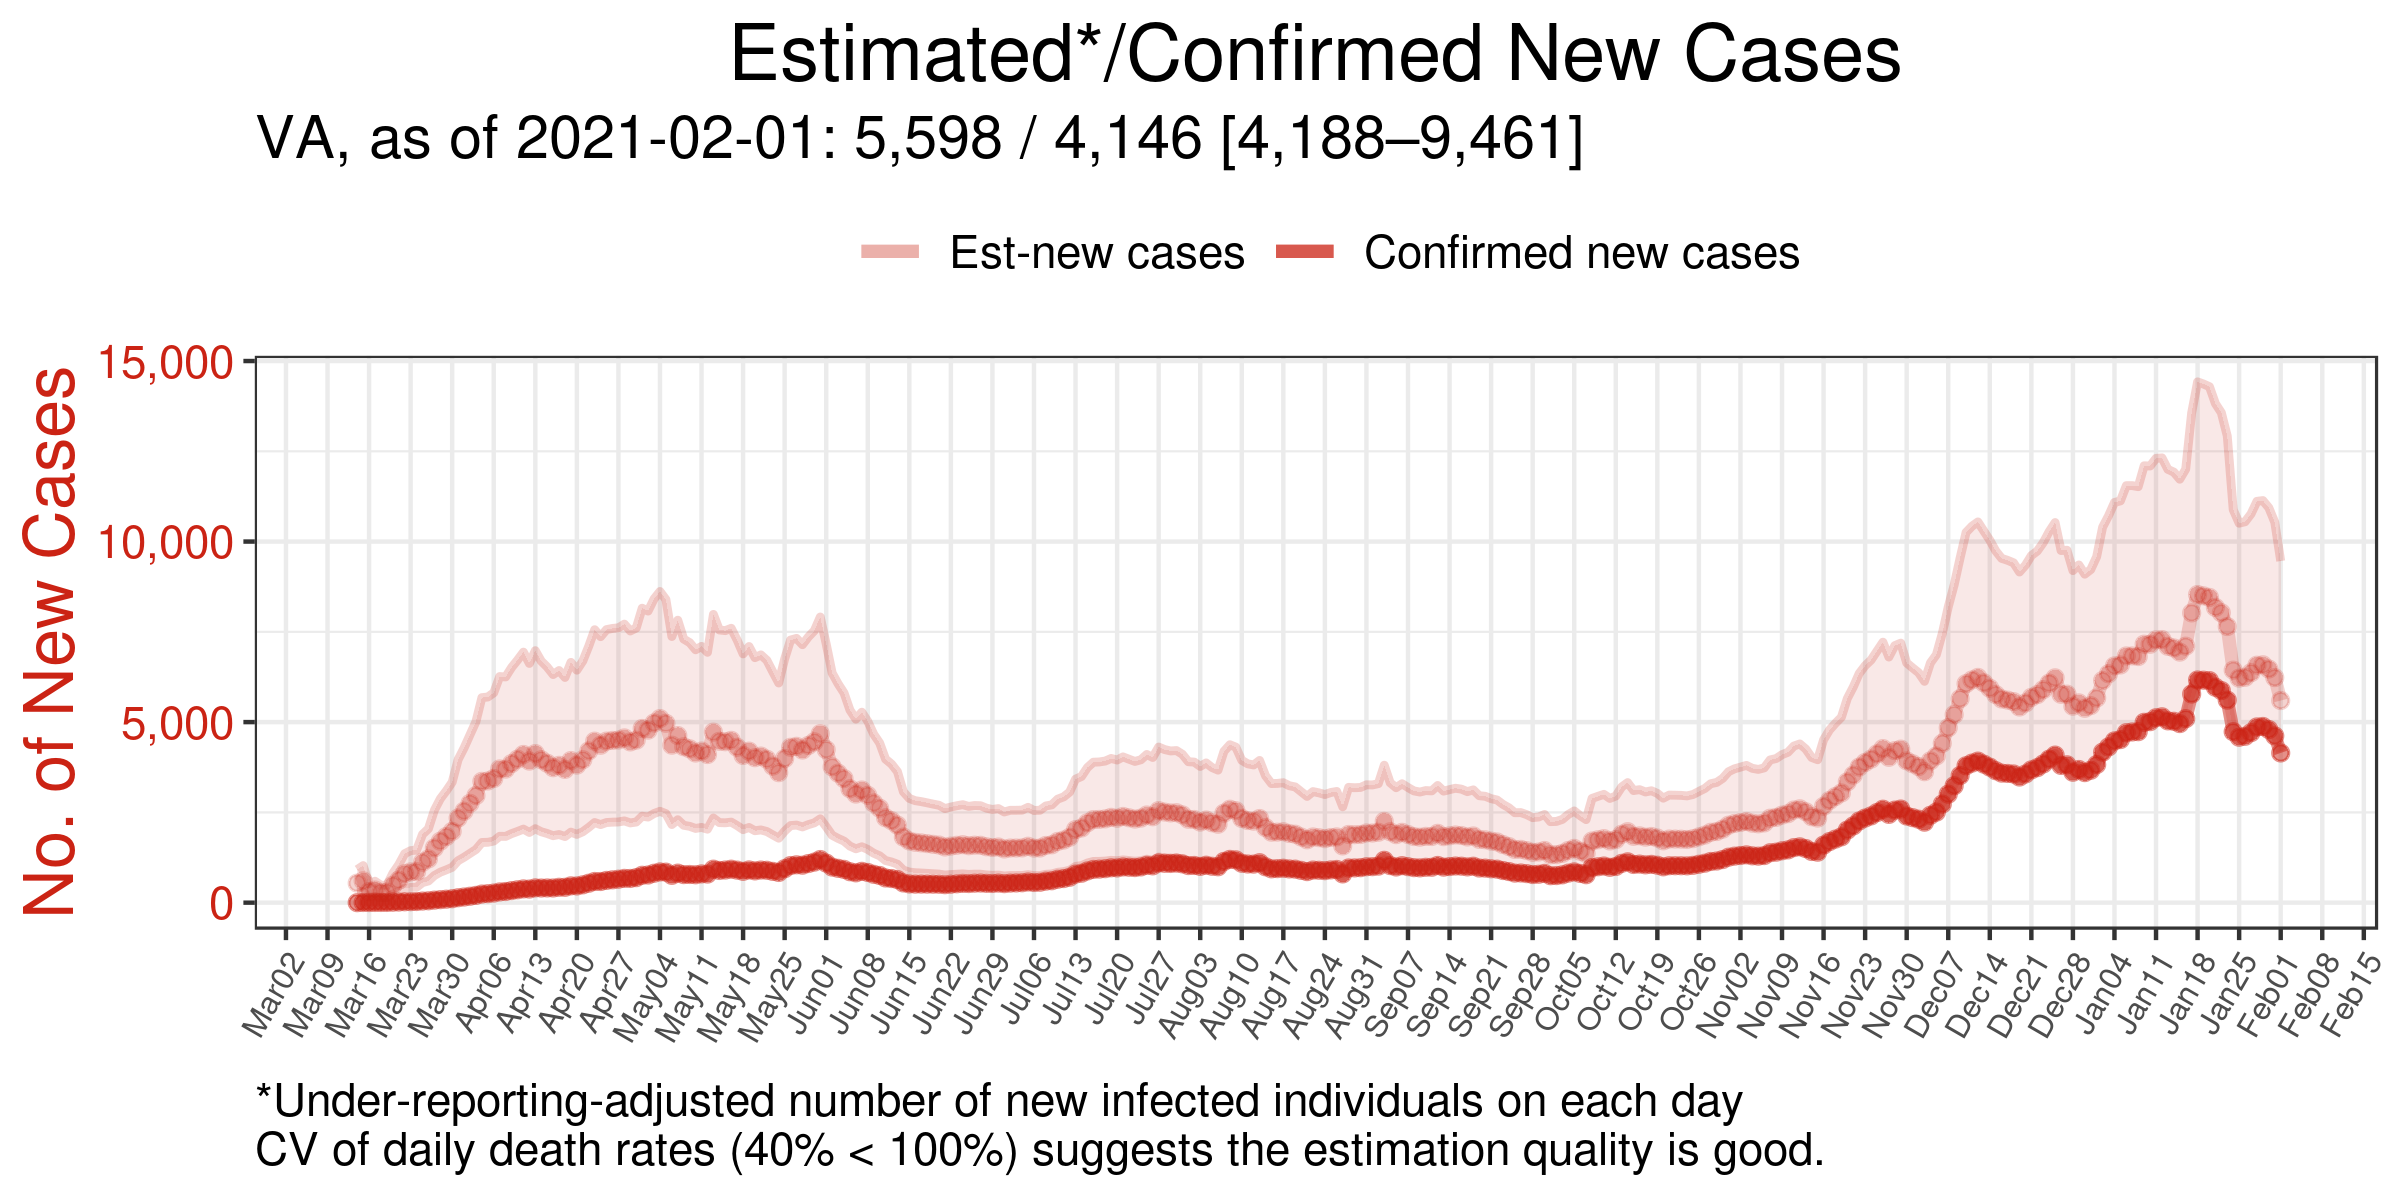 Estimated*/Confirmed New Cases
VA, as of 2021-02-01: 5,598 / 4,146 [4,188–9,461]
Est-new cases Confirmed new cases
No. of New Cases
15,000
10,000
5,000
0
Mar02 Mar09 Mar16 Mar23 Mar30 Apr06 Apr13 Apr20 Apr27 May04 May11 May18 May25 Jun01 Jun08 Jun15 Jun22 Jun29 Jul06 Jul13 Jul20 Jul27 Aug03 Aug10 Aug17 Aug24 Aug31 Sep07 Sep14 Sep21 Sep28 Oct05 Oct12 Oct19 Oct26 Nov02 Nov09 Nov16 Nov23 Nov30 Dec07 Dec14 Dec21 Dec28 Jan04 Jan11 Jan18 Jan25 Feb01 Feb08 Feb15
*Under-reporting-adjusted number of new infected individuals on each day
CV of daily death rates (40% < 100%) suggests the estimation quality is good.